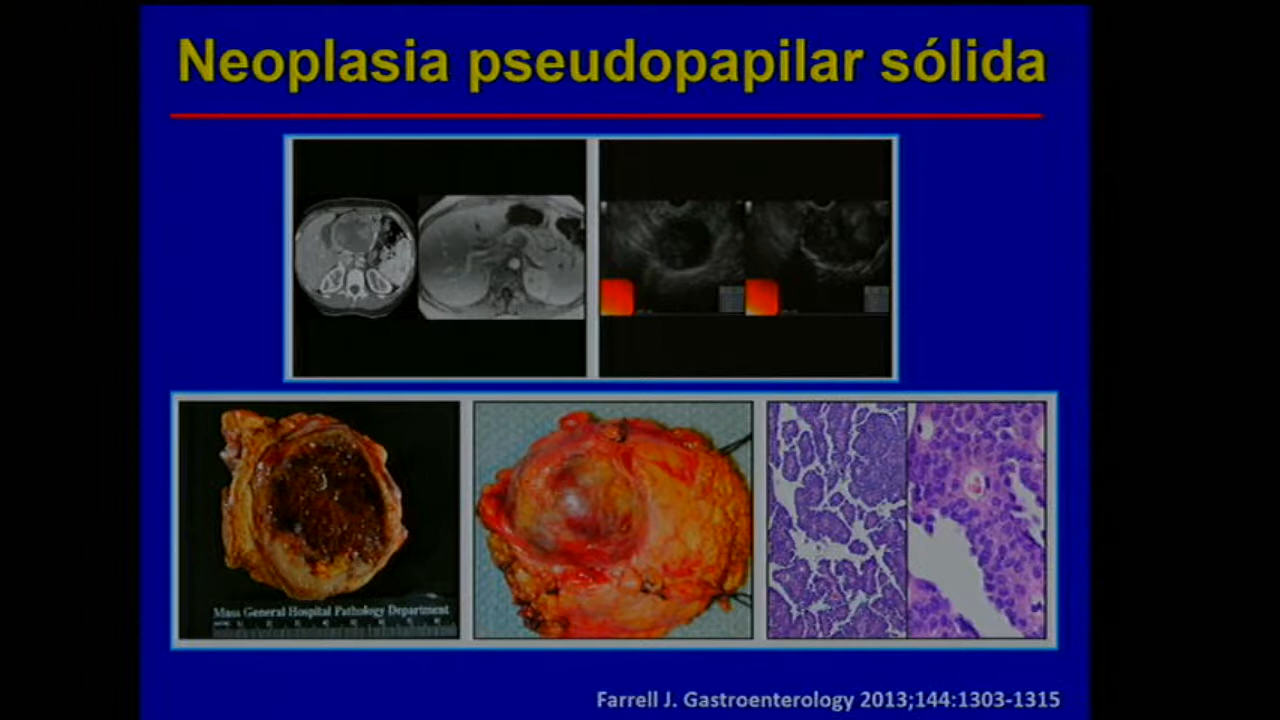 Neoplasia pseudopapilar sólida
Mass General Hospital Pathology Department
Farrell J. Gastroenterology 2013;144:1303-1315